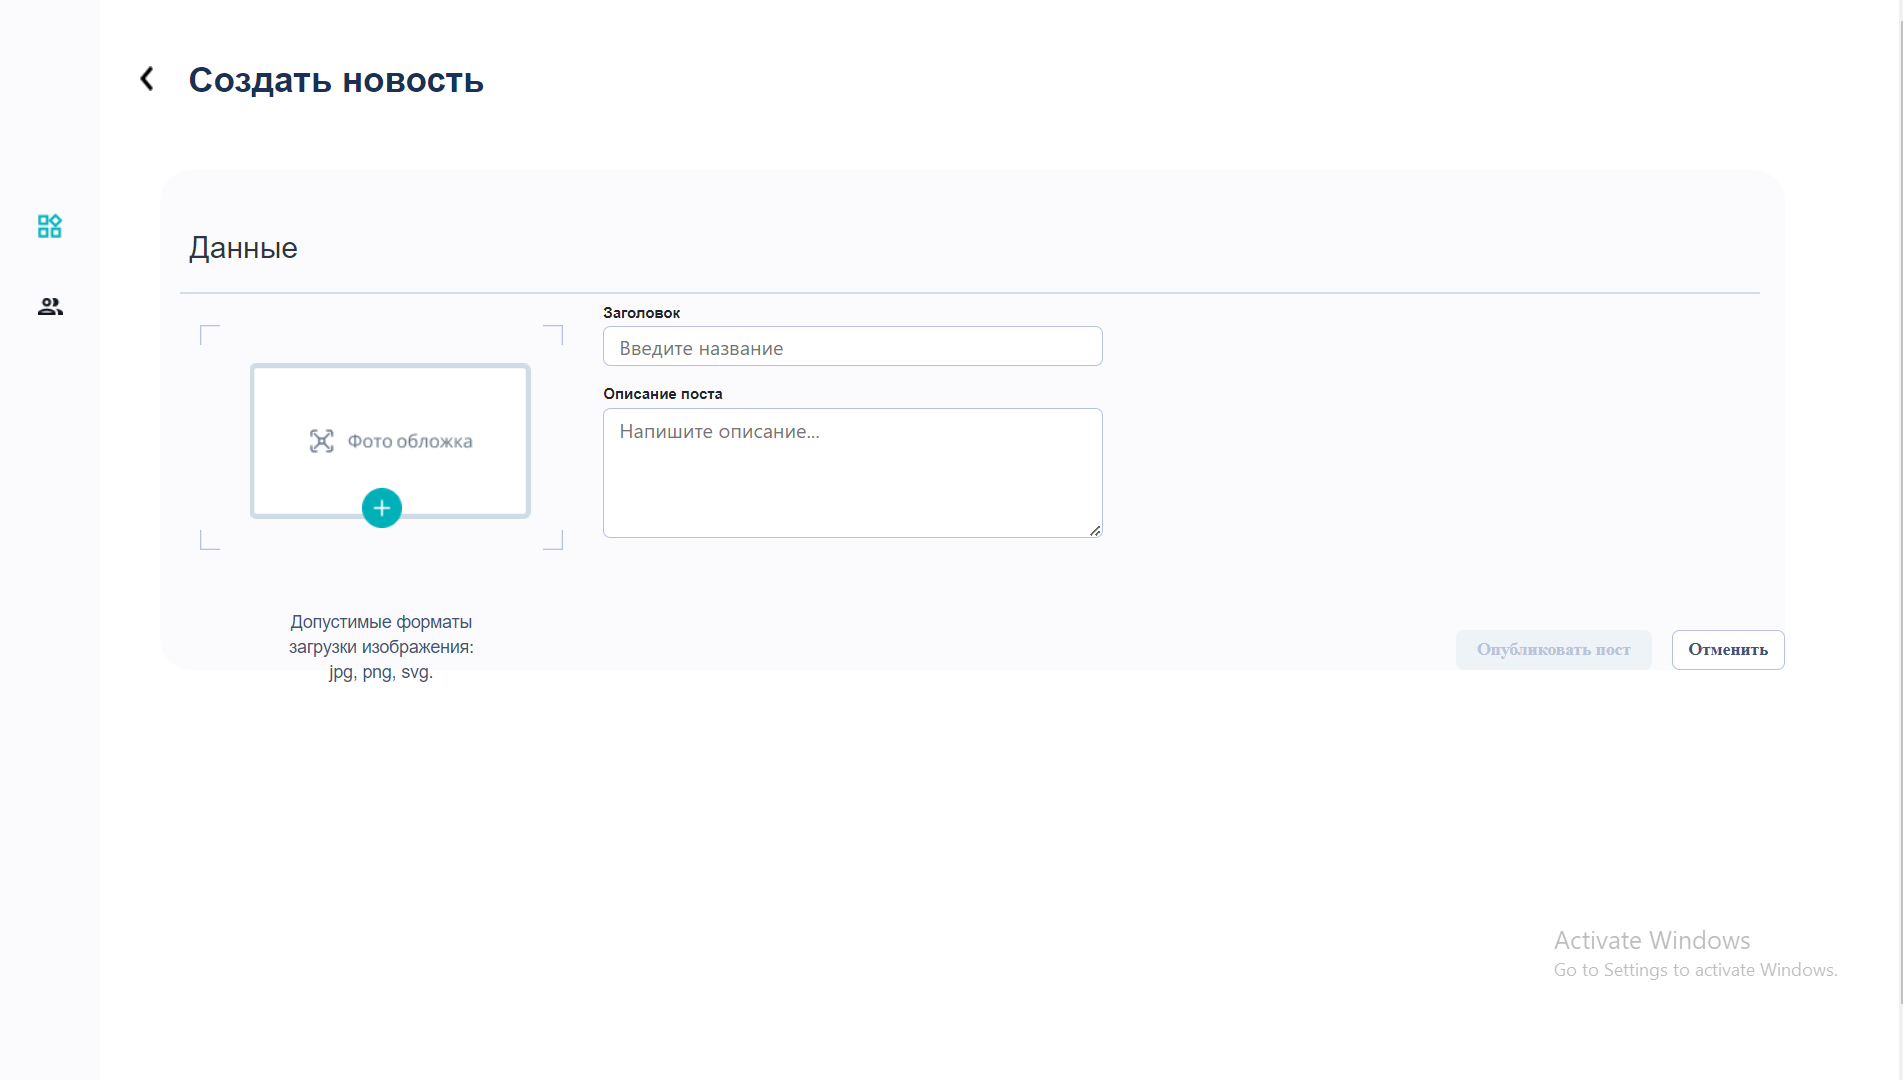 Создать новость
Данные
Заголовок
Введите название
Описание поста
Напишите описание...
Фото обложка
Допустимые форматы
загрузки изображения:
jpg, png, svg.
Опубликовать пост
Отменить
Activate Windows
Go to Settings to activate Windows.